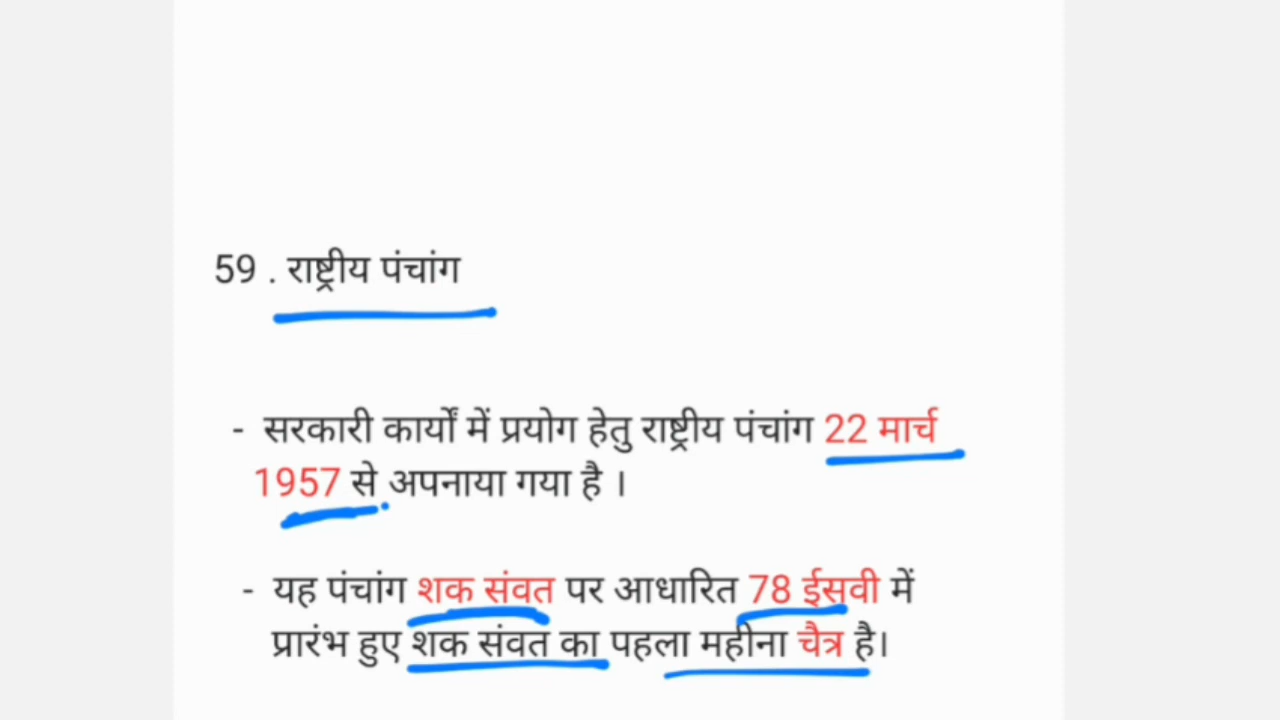 59 . राष्ट्रीय पंचांग
- सरकारी कार्यों में प्रयोग हेतु राष्ट्रीय पंचांग 22 मार्च
1957 से अपनाया गया है ।
- यह पंचांग शक संवत पर आधारित 78 ईसवी में
प्रारंभ हुए शक संवत का पहला महीना चैत्र है।